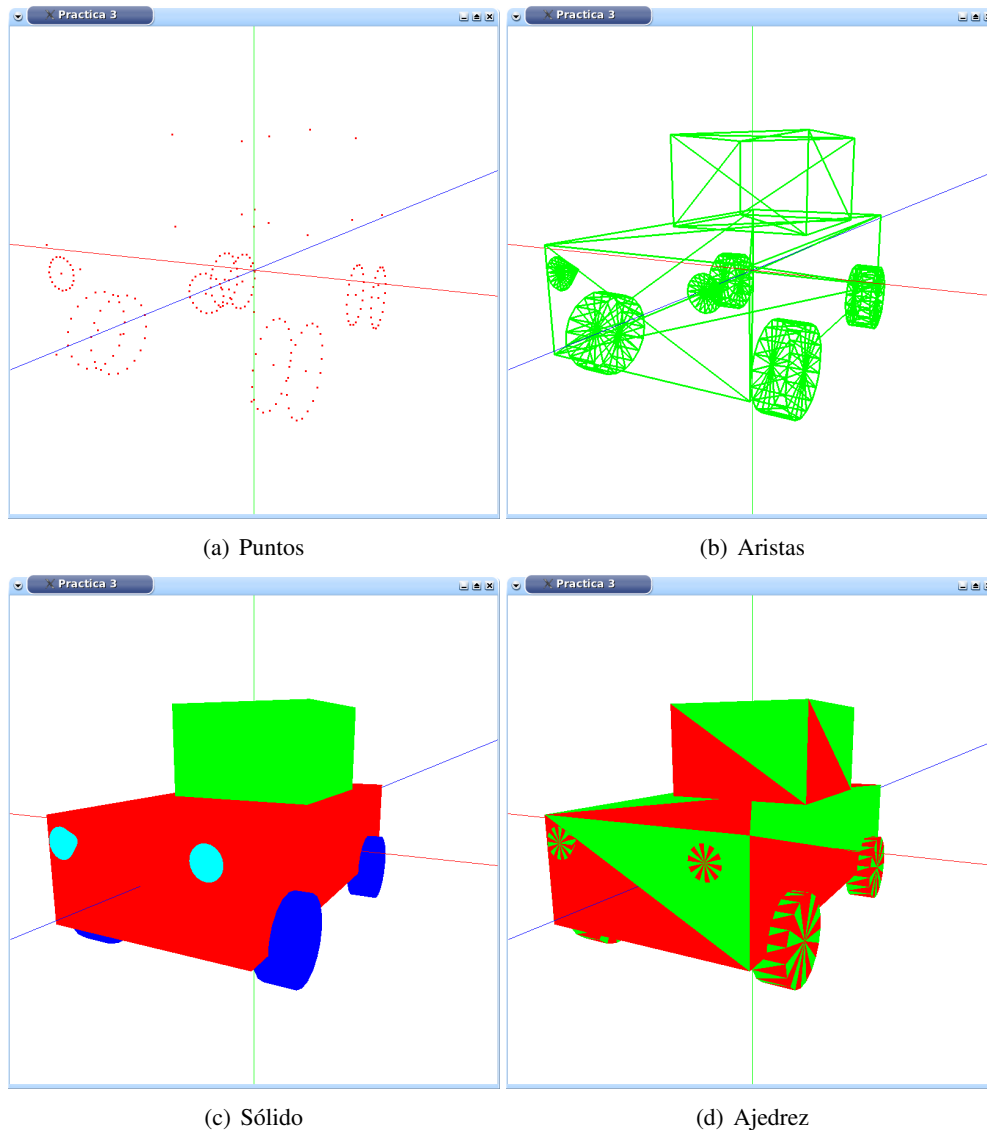 Practica 3
Practica 3
(a) Puntos
(b) Aristas
Practica 3
Practica 3
(c) Sólido
(d) Ajedrez